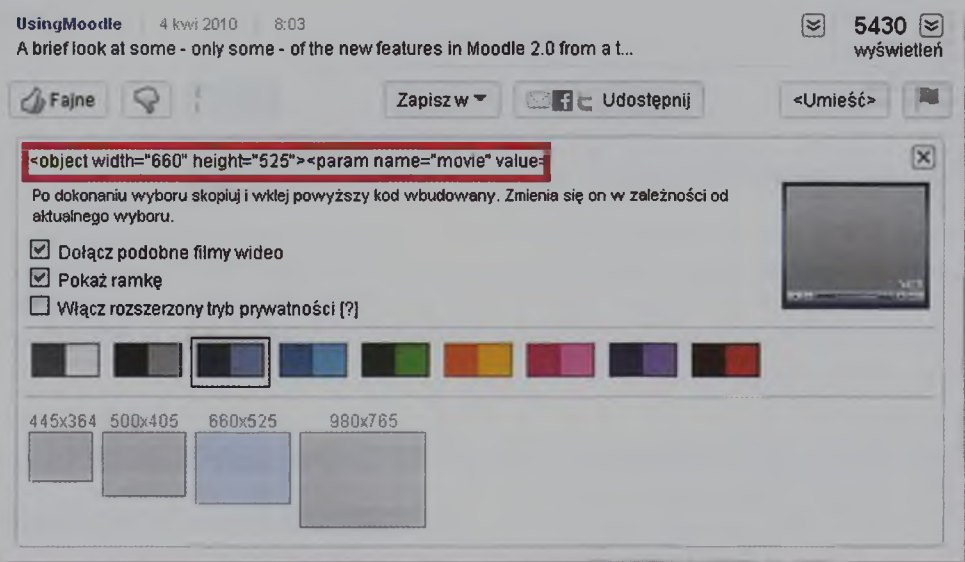 UsingMoodle 4 kwi 2010 8:03
5430
A brief look at some - only some - of the new features in Moodle 2.0 from a t...
wyświetleń
Fajne
Zapisz w
Udostępnij
<Umieść>
<object width="660" height="525"><param name="movie" value=
Po dokonaniu wyboru skopiuj i wklej powyższy kod wbudowany. Zmienia się on w zależności od
aktualnego wyboru.
Dołącz podobne filmy wideo
Pokaż ramkę
Włącz rozszerzony tryb prywatności [?]
445x364 500x405 660x525 980x765